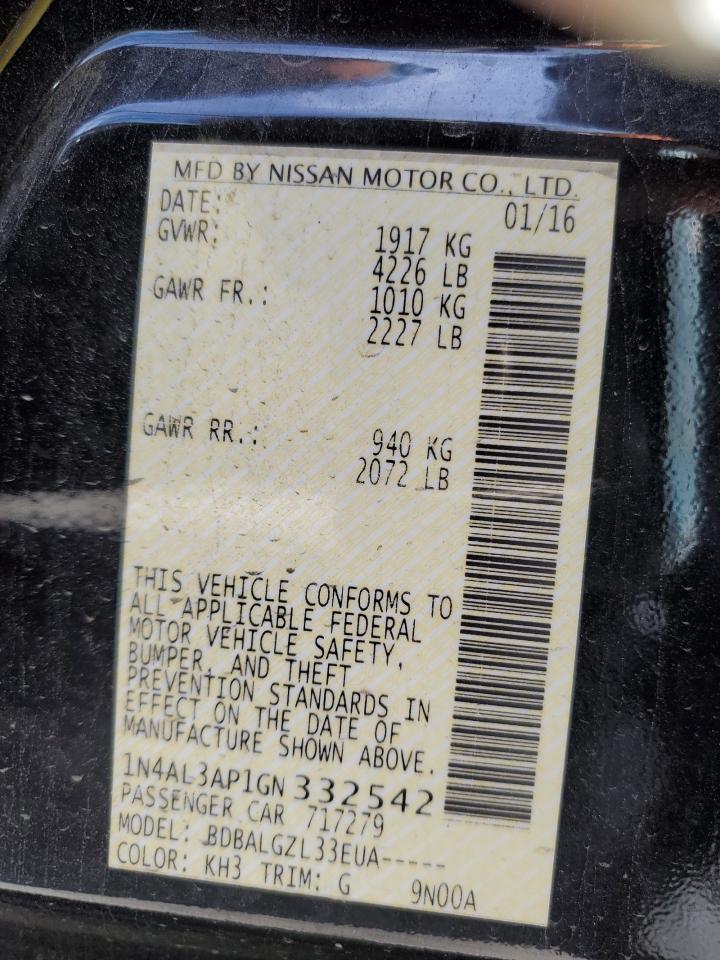 MFD BY NISSAN MOTOR CO., LTD.
DATE: 01/16
GVWR: 1917 KG
4226 LB
GAWR FR.: 1010 KG
2227 LB
GAWR RR.: 940 KG
2072 LB
THIS VEHICLE CONFORMS TO
ALL APPLICABLE FEDERAL
MOTOR VEHICLE SAFETY,
BUMPER, AND THEFT
PREVENTION STANDARDS IN
EFFECT ON THE DATE OF
MANUFACTURE SHOWN ABOVE.
1N4AL3AP1GN332542
PASSENGER CAR 717279
MODEL: BDBALGZL33EUA-----
COLOR: KH3 TRIM: G 9N00A